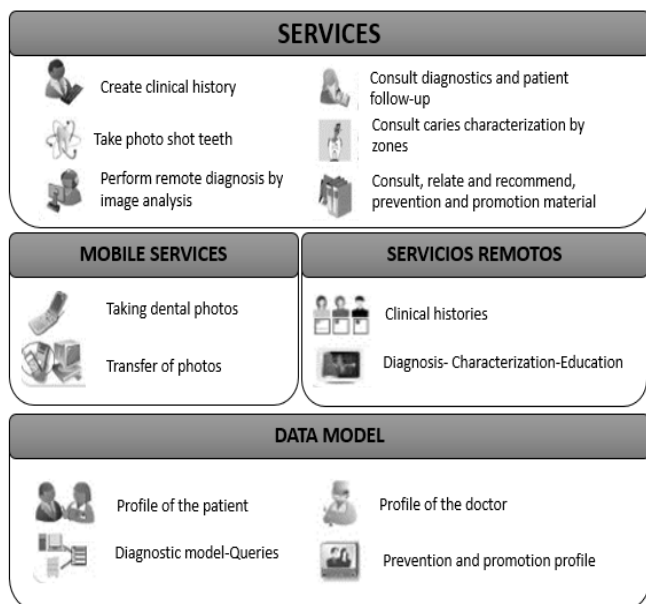 SERVICES
Create clinical history
Take photo shot teeth
Perform remote diagnosis by
image analysis
Consult diagnostics and patient
follow-up
Consult caries characterization by
zones
Consult, relate and recommend,
prevention and promotion material
MOBILE SERVICES
Taking dental photos
Transfer of photos
SERVICIOS REMOTOS
Clinical histories
Diagnosis- Characterization-Education
DATA MODEL
Profile of the patient
Diagnostic model-Queries
Profile of the doctor
Prevention and promotion profile